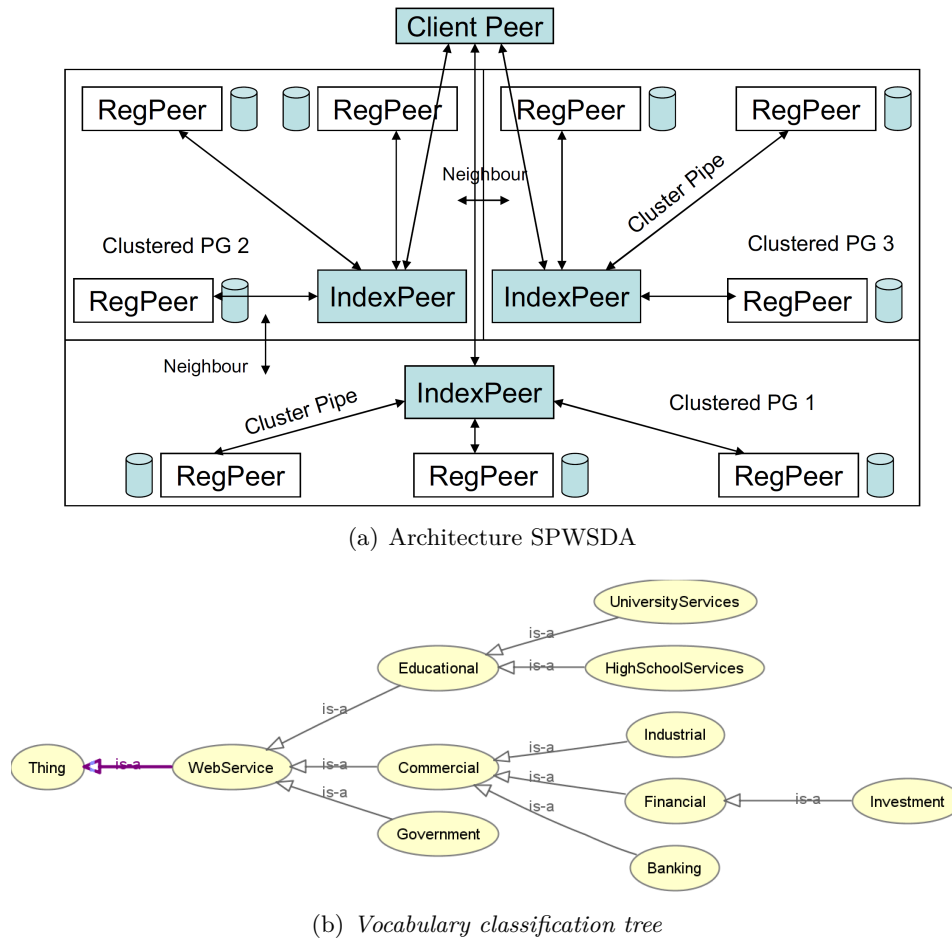 Client Peer
RegPeer
RegPeer
RegPeer
RegPeer
Neighbour
Cluster Pipe
Clustered PG 2
Clustered PG 3
RegPeer
IndexPeer
IndexPeer
RegPeer
Neighbour
IndexPeer
Cluster Pipe
Clustered PG 1
RegPeer
RegPeer
RegPeer
(a) Architecture SPWSDA
UniversityServices
is-a
Educational
is-a
HighSchoolServices
is-a
Industrial
is-a
Thing
is-a
WebService
is-a
Commercial
is-a
Financial
is-a
Investment
is-a
is-a
Government
Banking
(b) Vocabulary classification tree